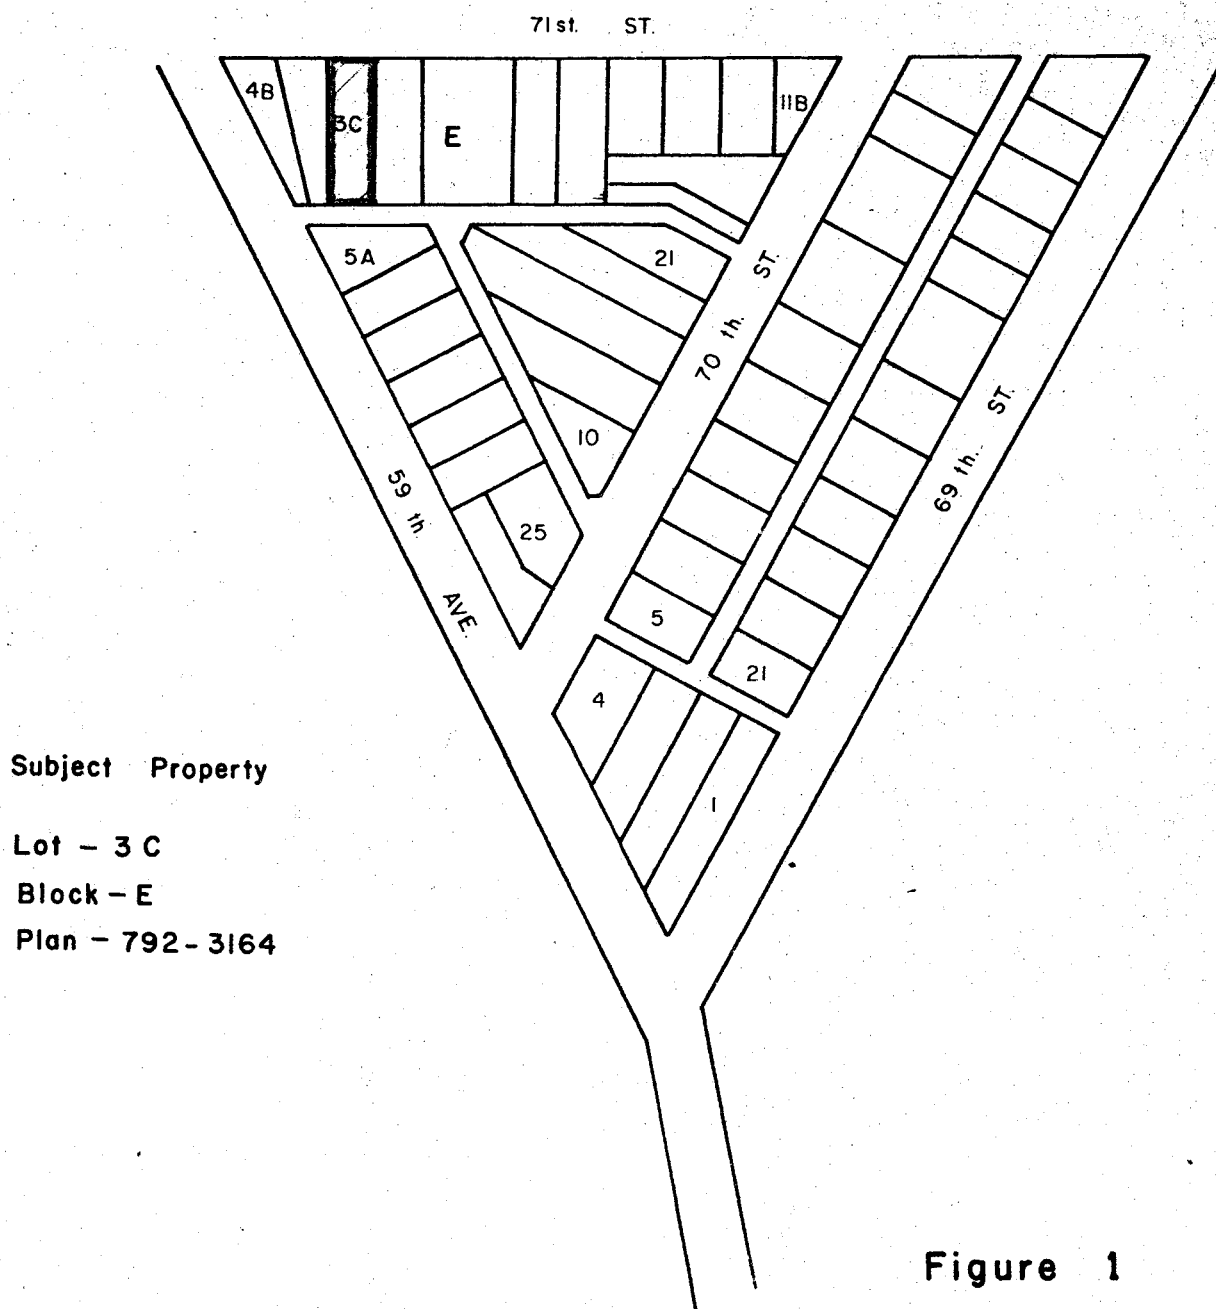 71st. ST.
4B
3C
E
11B
5A
21
70 th. ST.
10
59 th. AVE.
69 th. ST.
25
5
21
4
1
Subject Property
Lot - 3 C
Block - E
Plan - 792-3164
Figure 1